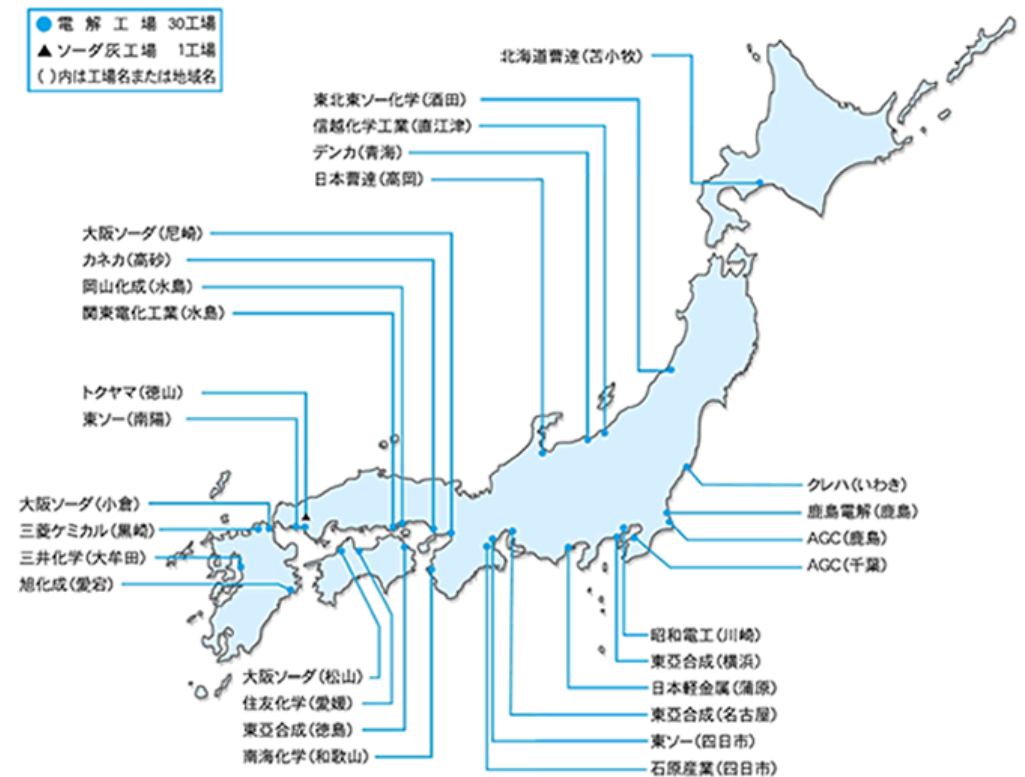 ● 電解工場 30工場
▲ ソーダ灰工場 1工場
( )内は工場名または地域名
北海道曹達(苫小牧)
東北東ソー化学(酒田)
信越化学工業(直江津)
デンカ(青海)
日本曹達(高岡)
大阪ソーダ(尼崎)
カネカ(高砂)
岡山化成(水島)
関東電化工業(水島)
トクヤマ(徳山)
東ソー(南陽)
大阪ソーダ(小倉)
三菱ケミカル(黒崎)
三井化学(大牟田)
旭化成(愛宕)
クレハ(いわき)
鹿島電解(鹿島)
AGC(鹿島)
AGC(千葉)
昭和電工(川崎)
東亞合成(横浜)
日本軽金属(蒲原)
東亞合成(名古屋)
東ソー(四日市)
石原産業(四日市)
大阪ソーダ(松山)
住友化学(愛媛)
東亞合成(徳島)
南海化学(和歌山)